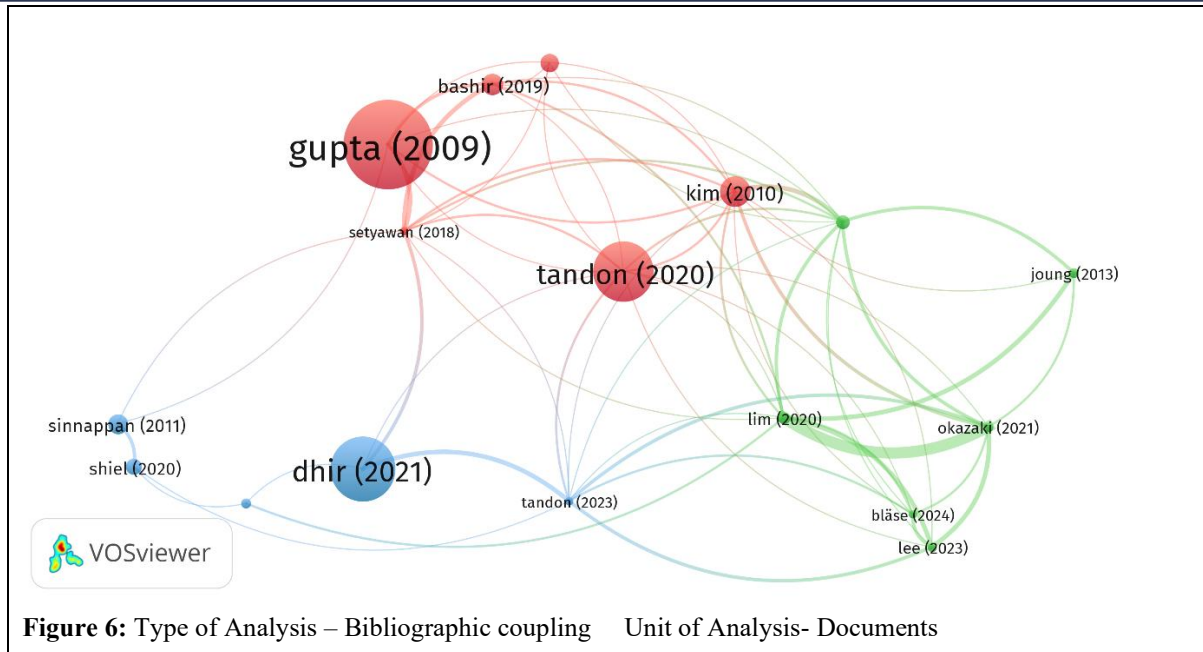 bashir (2019)
gupta (2009)
kim (2010)
setyawan (2018)
tandon (2020)
joung (2013)
sinnappan (2011)
lim (2020)
okazaki (2021)
shiel (2020)
dhir (2021)
tandon (2023)
bläse (2024)
lee (2023)
VOSviewer
Figure 6: Type of Analysis – Bibliographic coupling Unit of Analysis- Documents